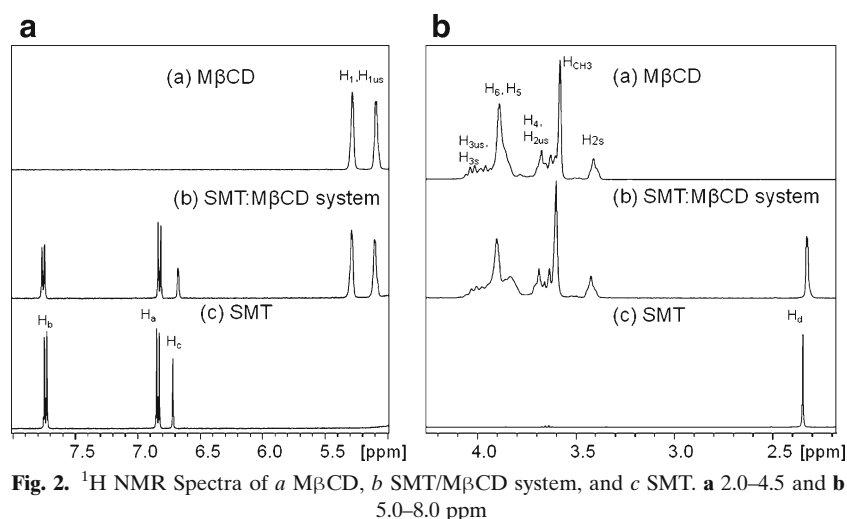 a
(a) MβCD
H1,H1us
(b) SMT:MβCD system
(c) SMT
Hb
Ha
Hc
7.5 7.0 6.5 6.0 5.5 [ppm]
b
HCH3
(a) MβCD
H6,H5
H4,
H2us
H3us,
H3s
H2s
(b) SMT:MβCD system
(c) SMT
Hd
4.0 3.5 3.0 2.5 [ppm]
Fig. 2. ¹H NMR Spectra of a MβCD, b SMT/MβCD system, and c SMT. a 2.0–4.5 and b
5.0–8.0 ppm